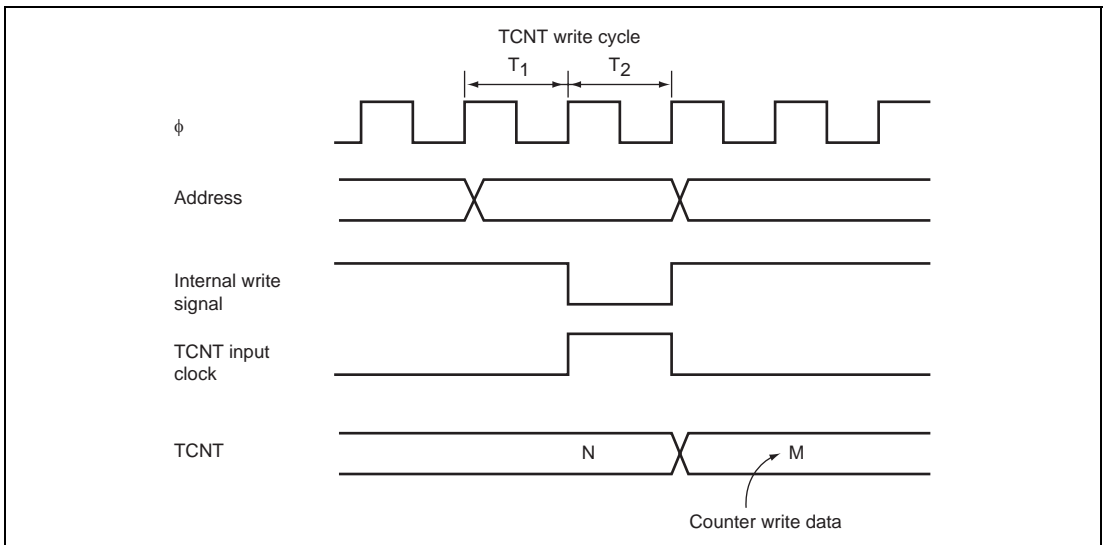 TCNT write cycle
T1 T2
ϕ
Address
Internal write
signal
TCNT input
clock
TCNT N M
Counter write data